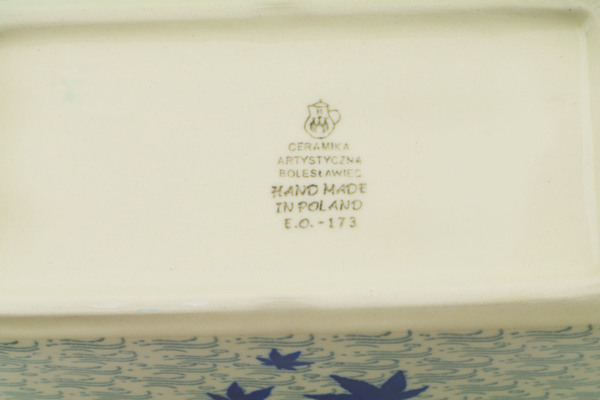 CERAMIKA
ARTYSTYCZNA
BOLESŁAWIEC
HAND MADE
IN POLAND
E.O. - 173